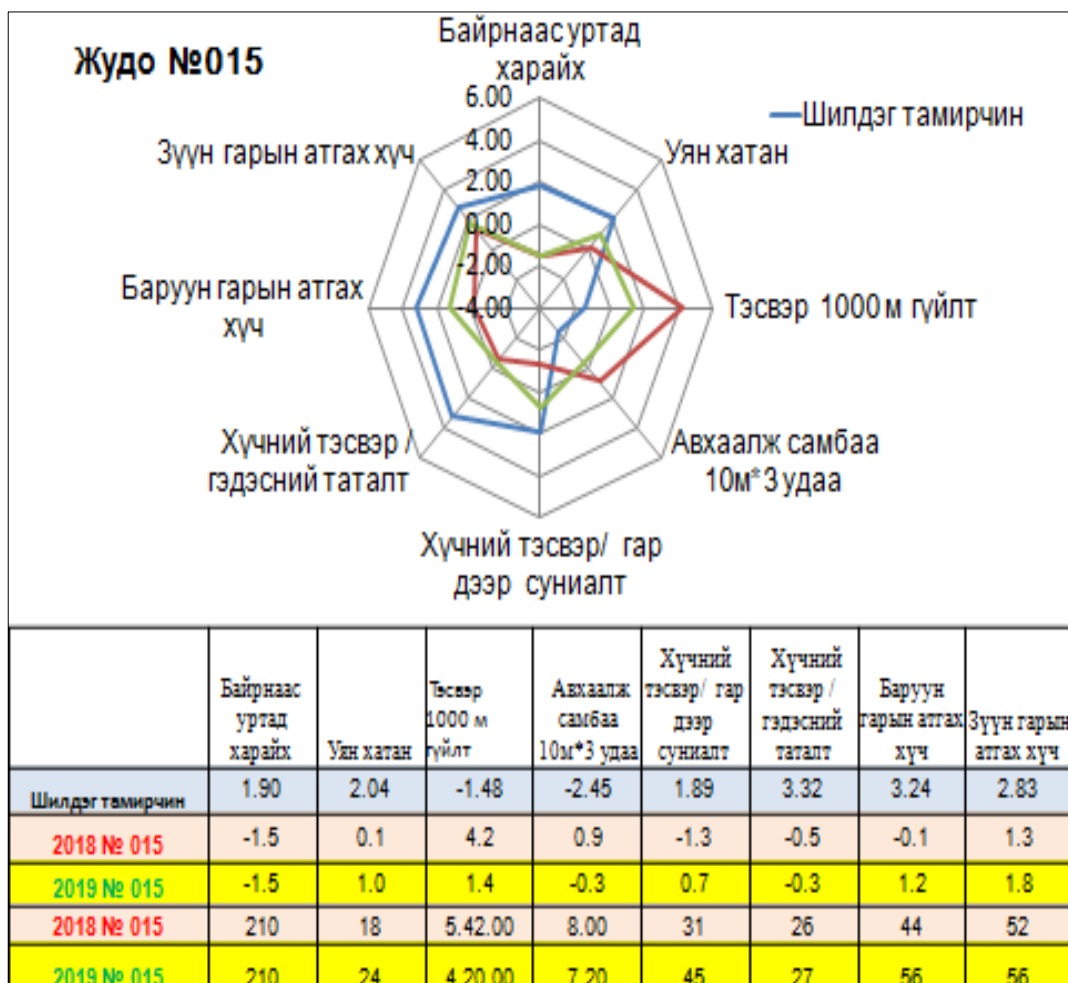 Жудо №015
Байрнаас уртад
харайх
Шилдэг тамирчин
Уян хатан
Тэсвэр 1000 м гүйлт
Авхаалж самбаа
10м*3 удаа
Хүчний тэсвэр/ гар
дээр суниалт
Хүчний тэсвэр /
гэдэсний таталт
Баруун гарын атгах
хүч
Зүүн гарын атгах хүч
6.00
4.00
2.00
0.00
-2.00
-4.00
Байрнаас уртад харайх
Уян хатан
Тэсвэр 1000 м гүйлт
Авхаалж самбаа 10м*3 удаа
Хүчний тэсвэр/ гар дээр суниалт
Хүчний тэсвэр / гэдэсний таталт
Баруун гарын атгах хүч
Зүүн гарын атгах хүч
Шилдэг тамирчин 1.90 2.04 -1.48 -2.45 1.89 3.32 3.24 2.83
2018 № 015 -1.5 0.1 4.2 0.9 -1.3 -0.5 -0.1 1.3
2019 № 015 -1.5 1.0 1.4 -0.3 0.7 -0.3 1.2 1.8
2018 № 015 210 18 5.42.00 8.00 31 26 44 52
2019 № 015 210 24 4.20.00 7.20 45 27 56 56